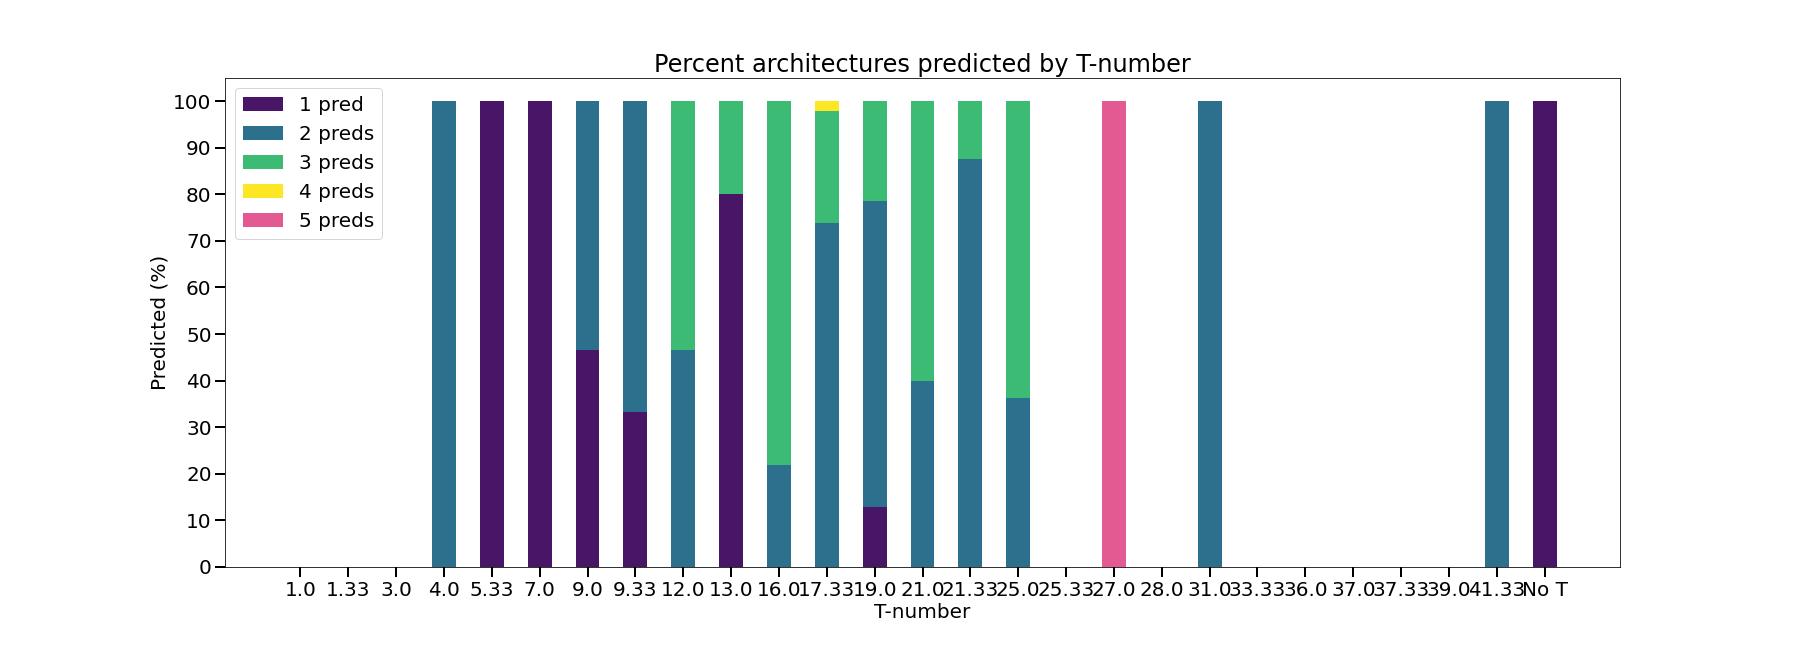 Percent architectures predicted by T-number
1 pred
2 preds
3 preds
4 preds
5 preds
100
90
80
70
60
50
40
30
20
10
0
Predicted (%)
1.0 1.33 3.0 4.0 5.33 7.0 9.0 9.33 12.0 13.0 16.0 17.33 19.0 21.0 21.33 25.0 25.33 27.0 28.0 31.0 33.33 36.0 37.0 37.33 39.0 41.33 No T
T-number